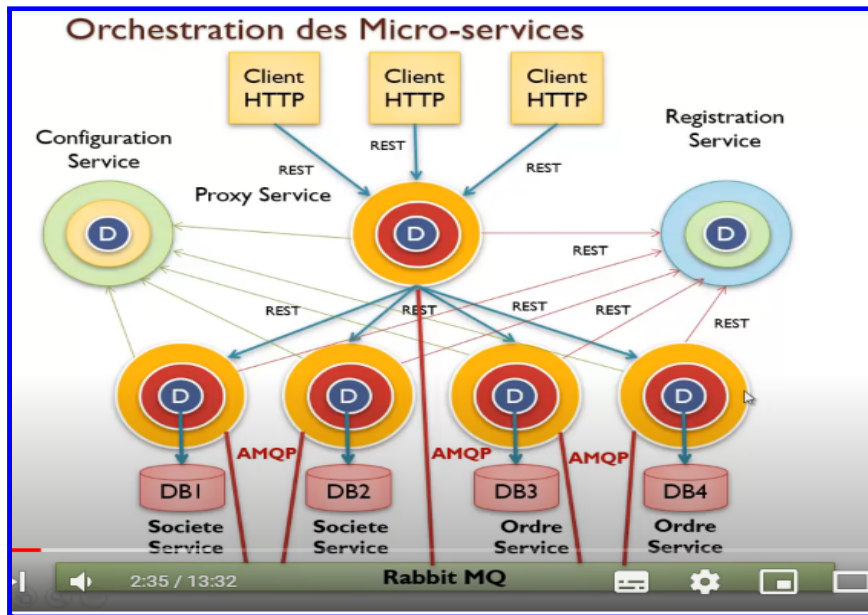 Orchestration des Micro-services
Client
HTTP
Client
HTTP
Client
HTTP
Configuration
Service
Registration
Service
REST
REST
REST
Proxy Service
D
D
D
REST
REST
REST
REST
REST
REST
D
D
D
D
AMQP
AMQP
AMQP
DB1
DB2
DB3
DB4
Societe
Service
Societe
Service
Ordre
Service
Ordre
Service
2:35 / 13:32
Rabbit MQ